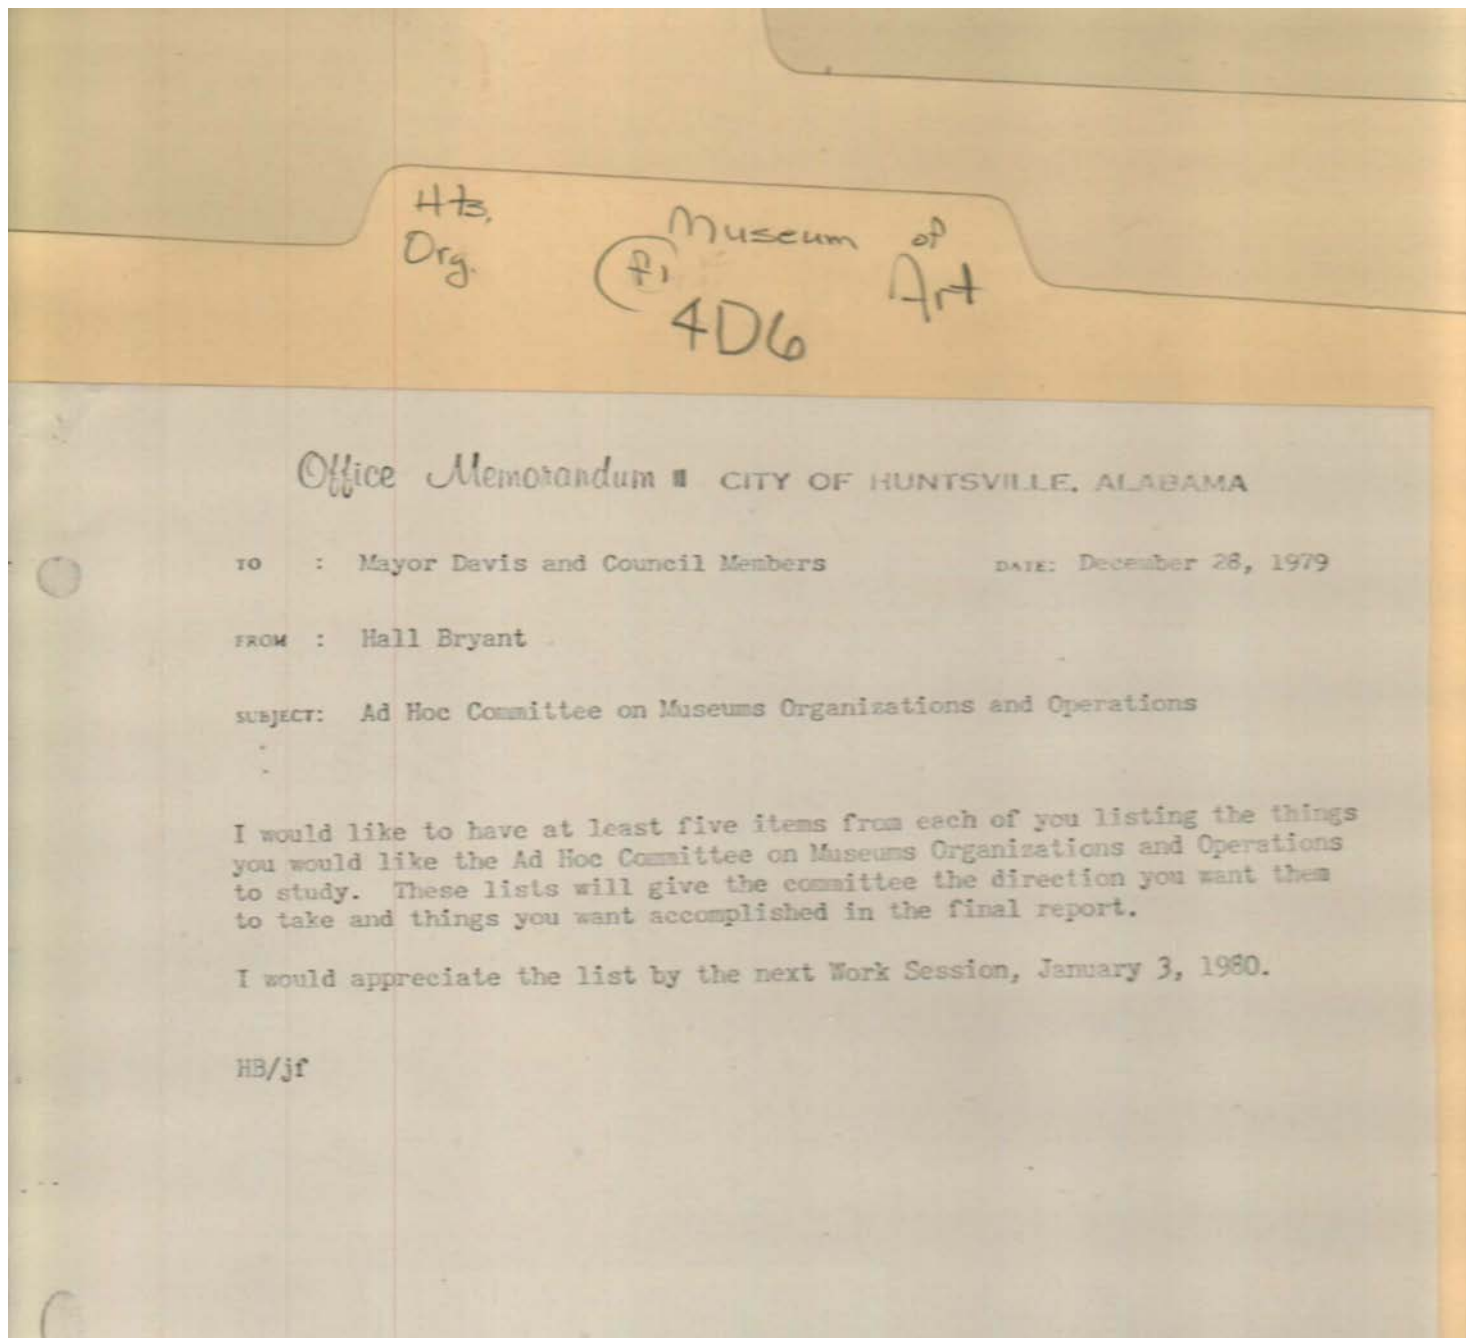 Hts. Museum of
Org. f1 Art
4D6
Office Memorandum CITY OF HUNTSVILLE, ALABAMA
TO : Mayor Davis and Council Members DATE: December 28, 1979
FROM : Hall Bryant
SUBJECT: Ad Hoc Committee on Museums Organizations and Operations
I would like to have at least five items from each of you listing the things
you would like the Ad Hoc Committee on Museums Organizations and Operations
to study. These lists will give the committee the direction you want them
to take and things you want accomplished in the final report.
I would appreciate the list by the next Work Session, January 3, 1980.
HB/jf